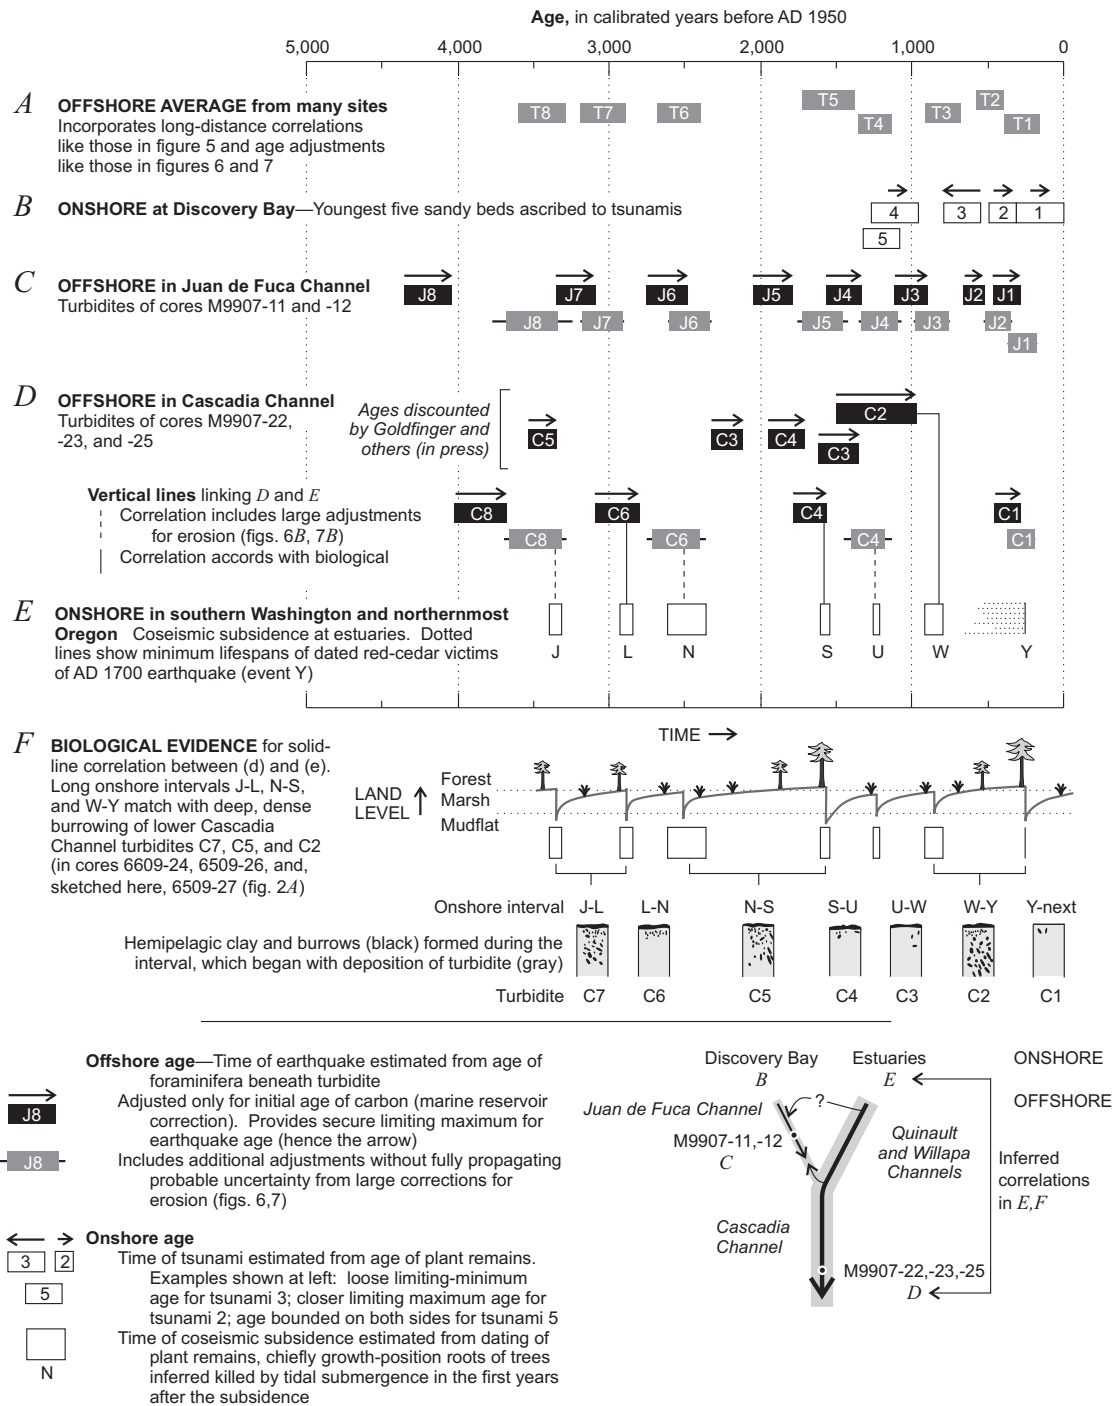 Age, in calibrated years before AD 1950
5,000 4,000 3,000 2,000 1,000 0
A OFFSHORE AVERAGE from many sites
Incorporates long-distance correlations
like those in figure 5 and age adjustments
like those in figures 6 and 7
T8 T7 T6 T5 T4 T3 T2 T1
B ONSHORE at Discovery Bay—Youngest five sandy beds ascribed to tsunamis
4 3 2 1
5
C OFFSHORE in Juan de Fuca Channel
Turbidites of cores M9907-11 and -12
J8 J7 J6 J5 J4 J3 J2 J1
J8 J7 J6 J5 J4 J3 J2
J1
D OFFSHORE in Cascadia Channel
Turbidites of cores M9907-22,
-23, and -25
Ages discounted
by Goldfinger and
others (in press)
C2
C5 C3 C4
C3
Vertical lines linking D and E
Correlation includes large adjustments
for erosion (figs. 6B, 7B)
Correlation accords with biological
C8 C6 C4 C1
C8 C6 C4 C1
E ONSHORE in southern Washington and northernmost
Oregon Coseismic subsidence at estuaries. Dotted
lines show minimum lifespans of dated red-cedar victims
of AD 1700 earthquake (event Y)
J L N S U W Y
F BIOLOGICAL EVIDENCE for solid-
line correlation between (d) and (e).
Long onshore intervals J-L, N-S,
and W-Y match with deep, dense
burrowing of lower Cascadia
Channel turbidites C7, C5, and C2
(in cores 6609-24, 6509-26, and,
sketched here, 6509-27 (fig. 2A)
TIME
LAND
LEVEL
Forest
Marsh
Mudflat
Onshore interval J-L L-N N-S S-U U-W W-Y Y-next
Hemipelagic clay and burrows (black) formed during the
interval, which began with deposition of turbidite (gray)
Turbidite C7 C6 C5 C4 C3 C2 C1
Offshore age—Time of earthquake estimated from age of
foraminifera beneath turbidite
J8
Adjusted only for initial age of carbon (marine reservoir
correction). Provides secure limiting maximum for
earthquake age (hence the arrow)
J8
Includes additional adjustments without fully propagating
probable uncertainty from large corrections for
erosion (figs. 6,7)
Onshore age
3 2
5
Time of tsunami estimated from age of plant remains.
Examples shown at left: loose limiting-minimum
age for tsunami 3; closer limiting maximum age for
tsunami 2; age bounded on both sides for tsunami 5
N
Time of coseismic subsidence estimated from dating of
plant remains, chiefly growth-position roots of trees
inferred killed by tidal submergence in the first years
after the subsidence
Discovery Bay
B
Estuaries
E
ONSHORE
OFFSHORE
Juan de Fuca Channel
?
M9907-11,-12
C
Quinault
and Willapa
Channels
Inferred
correlations
in E,F
Cascadia
Channel
M9907-22,-23,-25
D